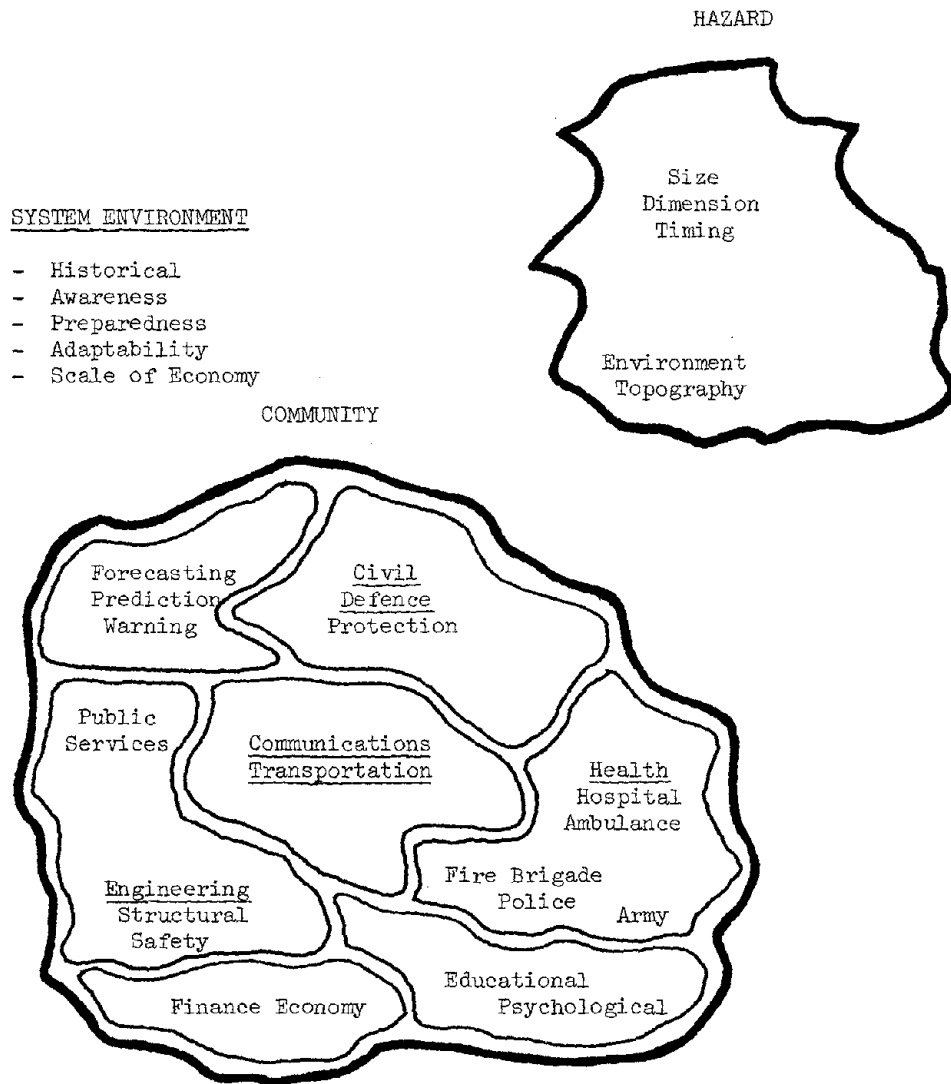 HAZARD
Size
Dimension
Timing
Environment
Topography
SYSTEM ENVIRONMENT
- Historical
- Awareness
- Preparedness
- Adaptability
- Scale of Economy
COMMUNITY
Forecasting
Prediction
Warning
Civil
Defence
Protection
Public
Services
Communications
Transportation
Health
Hospital
Ambulance
Engineering
Structural
Safety
Fire Brigade
Police
Army
Finance Economy
Educational
Psychological